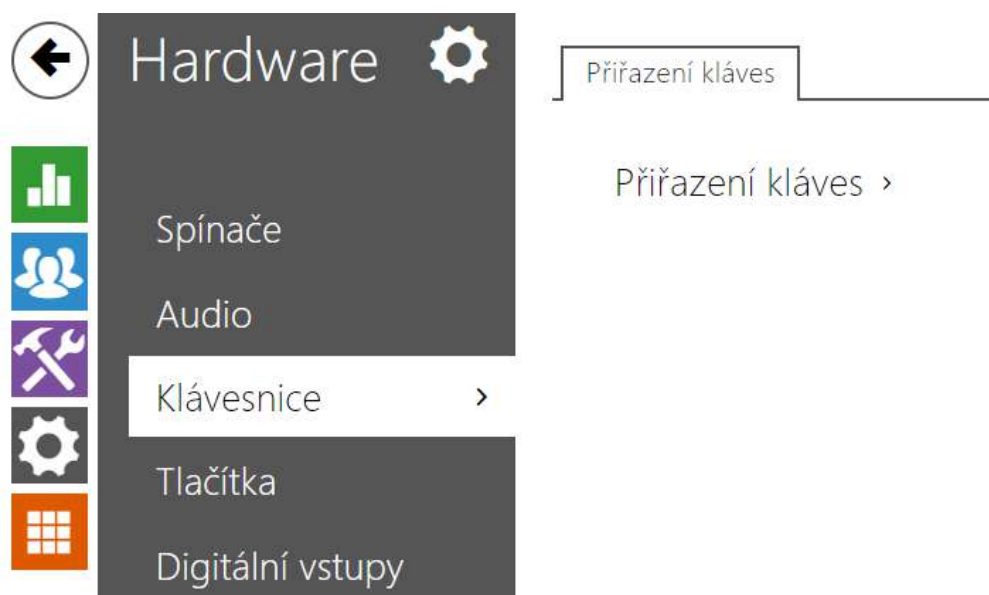 Hardware
Spínače
Audio
Klávesnice
Tlačítka
Digitální vstupy
Přiřazení kláves
Přiřazení kláves